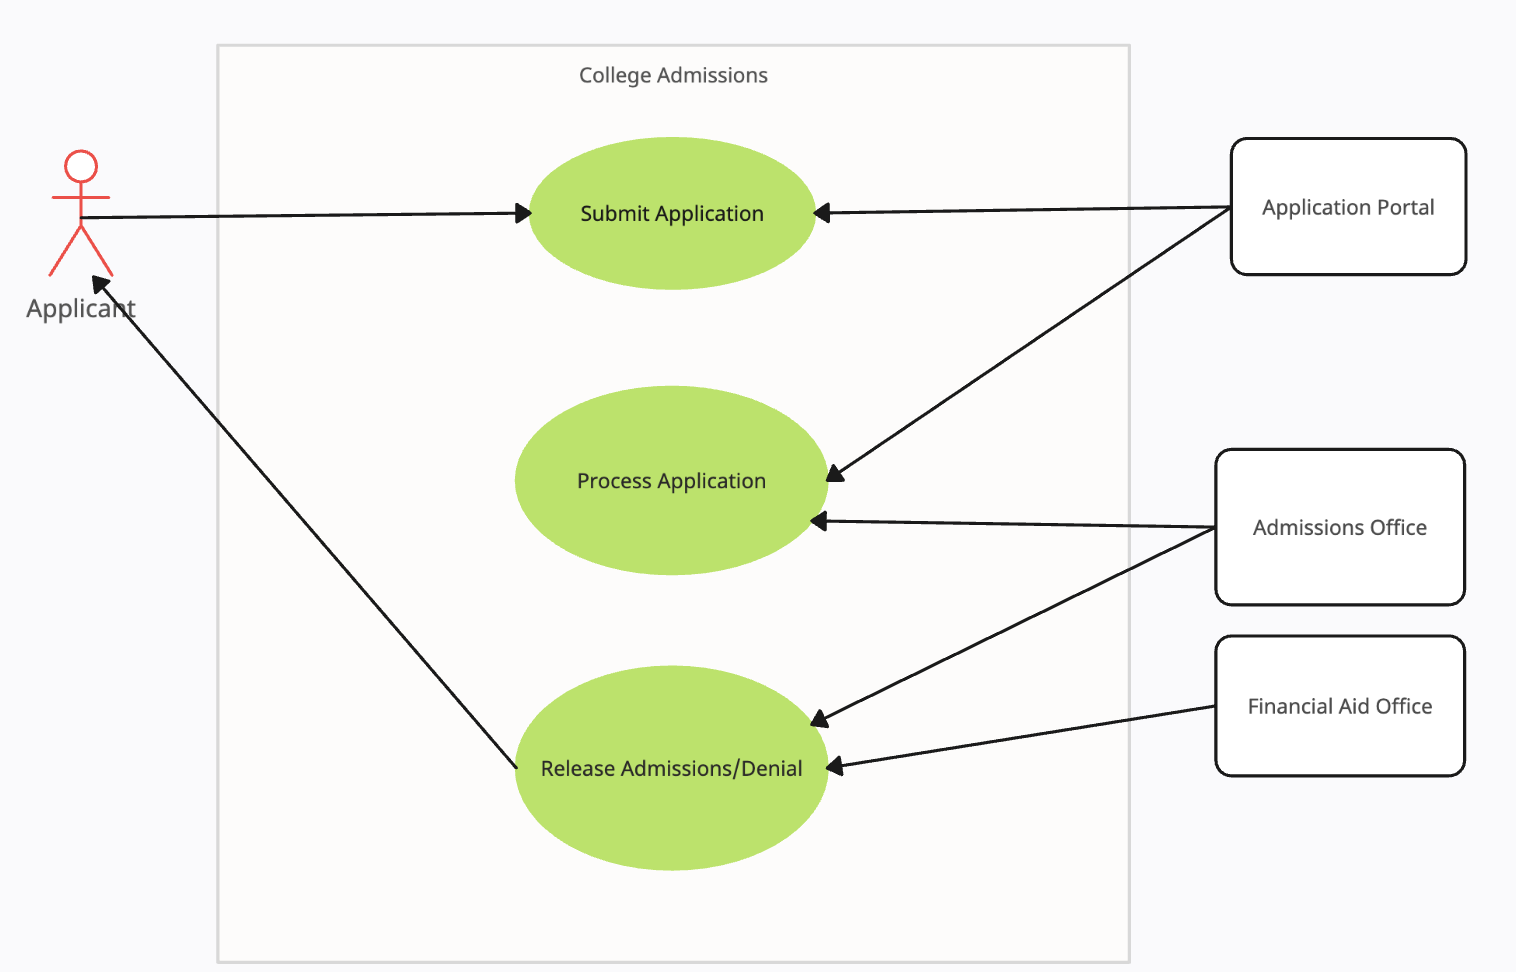 College Admissions
Applicant
Submit Application
Application Portal
Process Application
Admissions Office
Release Admissions/Denial
Financial Aid Office